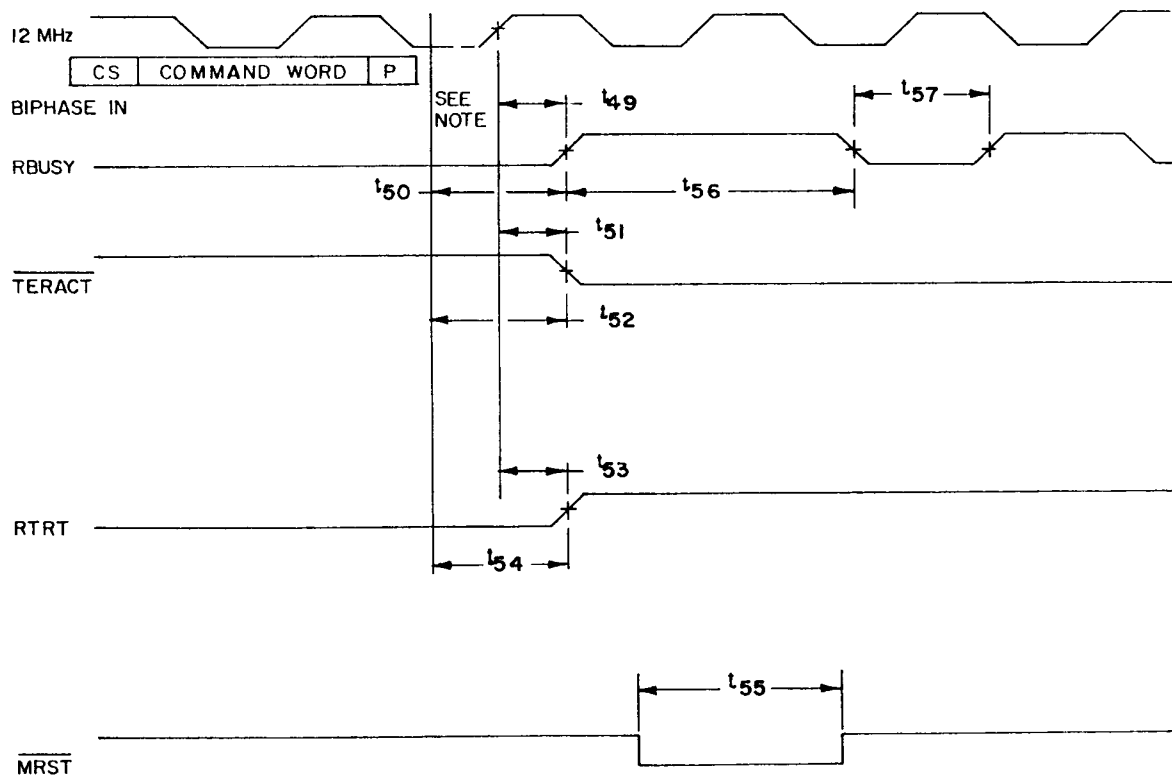 12 MHz
CS COMMAND WORD P
BIPHASE IN
SEE NOTE
t49
t57
RBUSY
t50
t56
t51
TERACT
t52
t53
RTRT
t54
t55
MRST